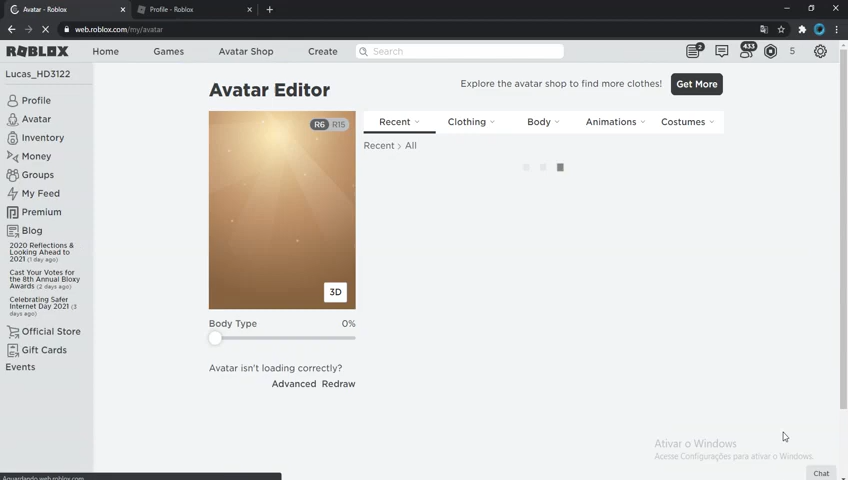 Avatar - Roblox
Profile - Roblox
web.roblox.com/my/avatar
ROBLOX
Home
Games
Avatar Shop
Create
Search
2
433
5
Lucas_HD3122
Profile
Avatar
Inventory
Money
Groups
My Feed
Premium
Blog
2020 Reflections &
Looking Ahead to
2021 (1 day ago)
Cast Your Votes for
the 8th Annual Bloxy
Awards (2 days ago)
Celebrating Safer
Internet Day 2021 (3
days ago)
Official Store
Gift Cards
Events
Avatar Editor
Explore the avatar shop to find more clothes!
Get More
R6 R15
3D
Body Type 0%
Avatar isn't loading correctly?
Advanced Redraw
Recent
Clothing
Body
Animations
Costumes
Recent > All
Ativar o Windows
Acesse Configurações para ativar o Windows.
Chat
Aguardando web.roblox.com